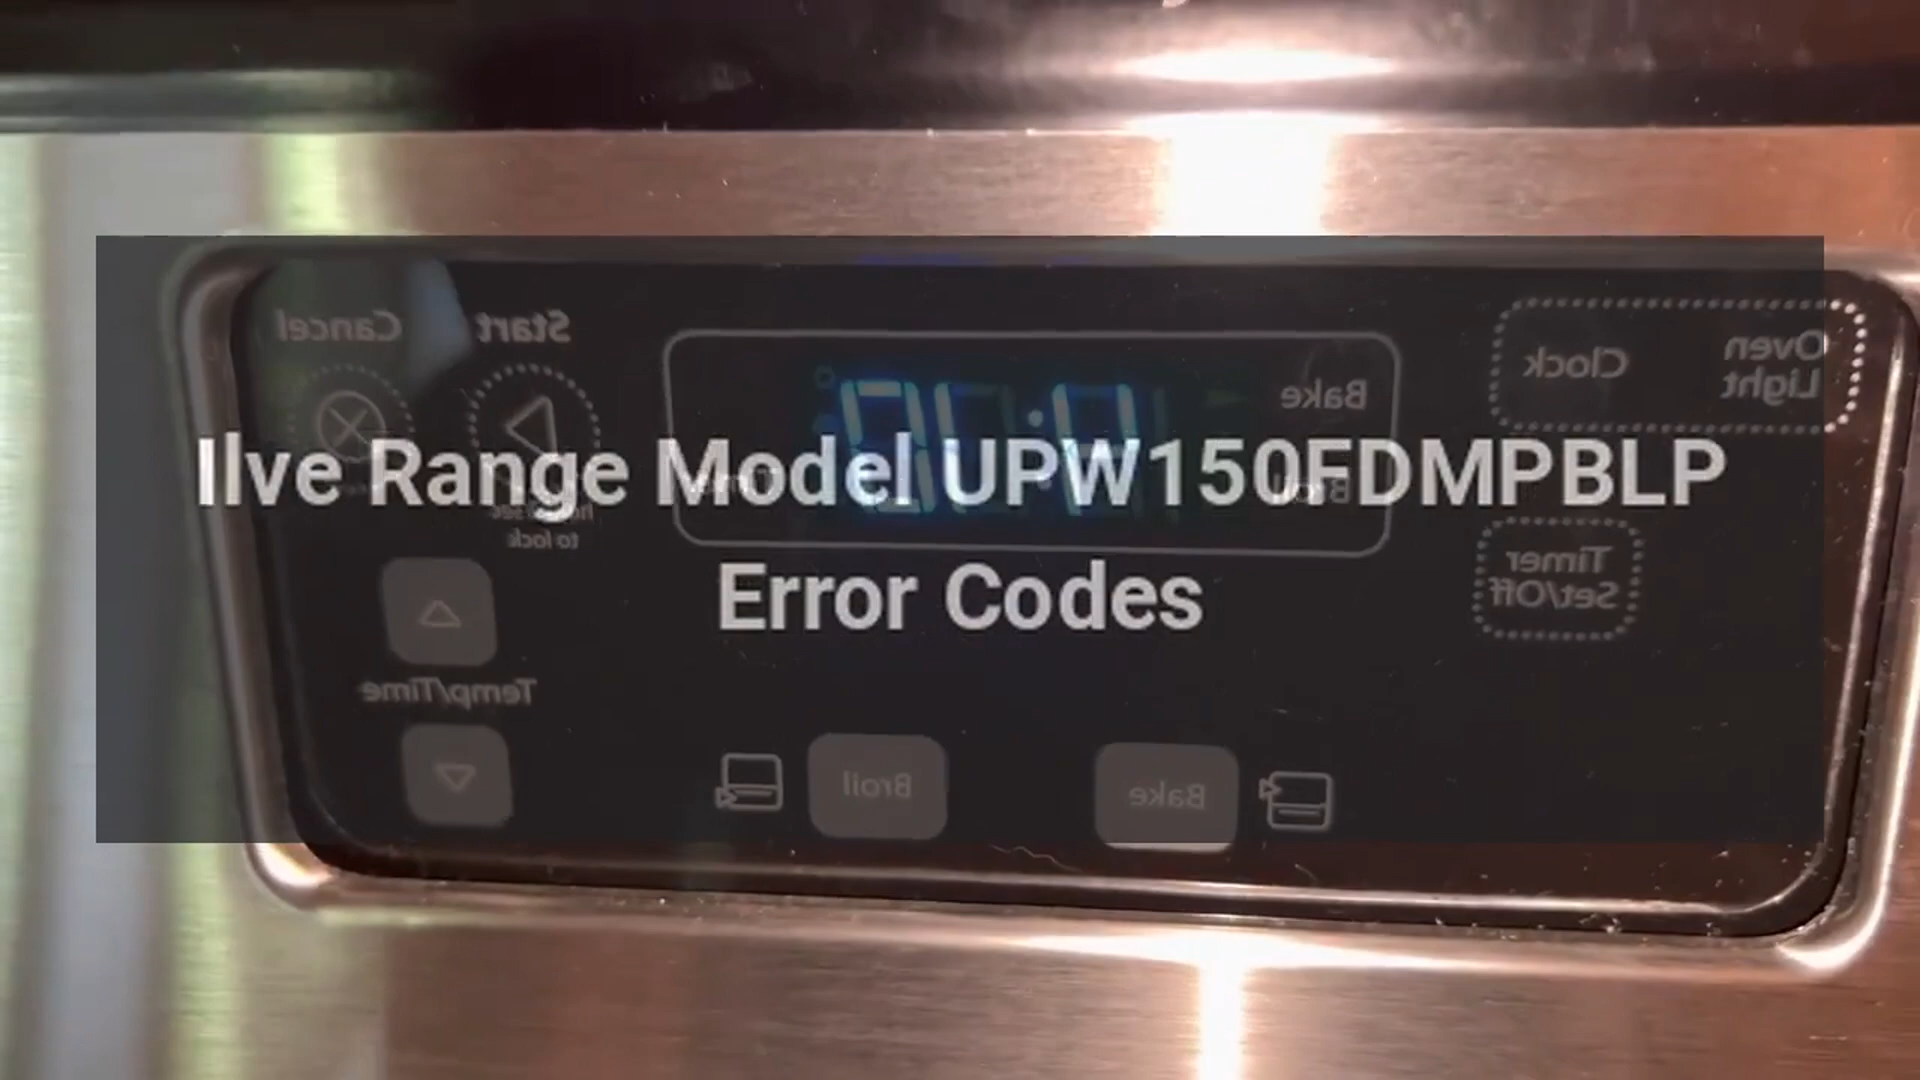 Ilve Range Model UPW150FDMPBLP
Error Codes
Cancel
Start
Bake
Clock
Oven
Light
to lock
Timer
Set/Off
Temp/Time
Broil
Bake